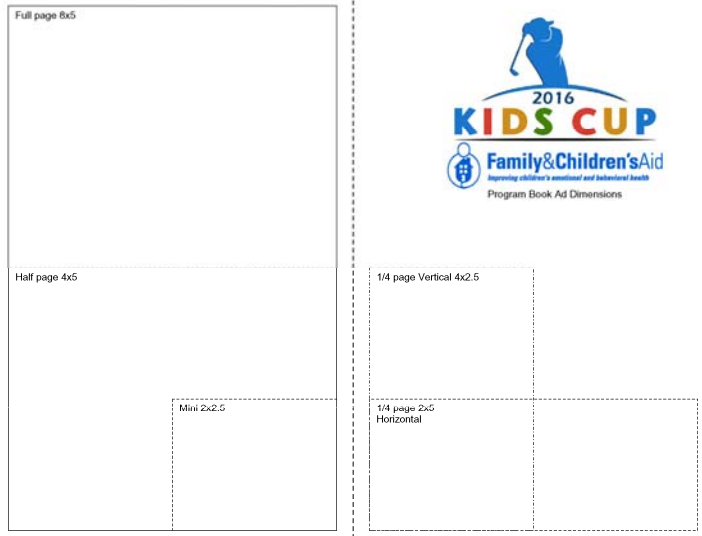 Full page 8x5
2016
KIDS CUP
Family&Children'sAid
Improving children's emotional and behavioral health
Program Book Ad Dimensions
Half page 4x5
1/4 page Vertical 4x2.5
Mini 2x2.5
1/4 page 2x5
Horizontal